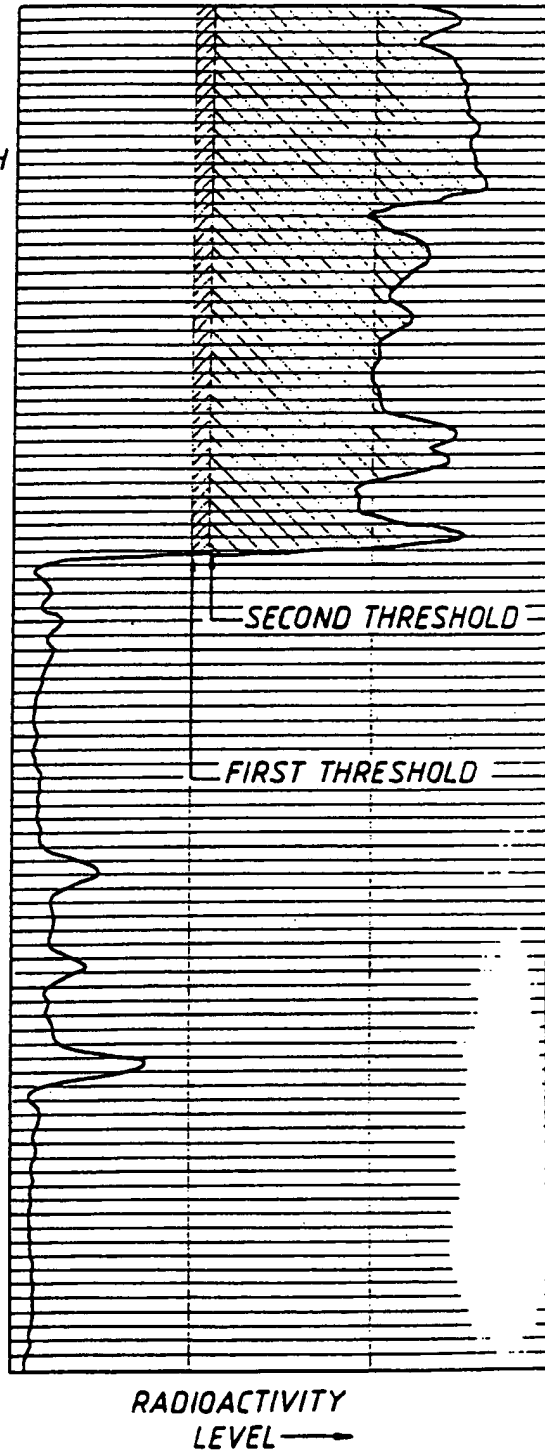 H
SECOND THRESHOLD
FIRST THRESHOLD
RADIOACTIVITY
LEVEL